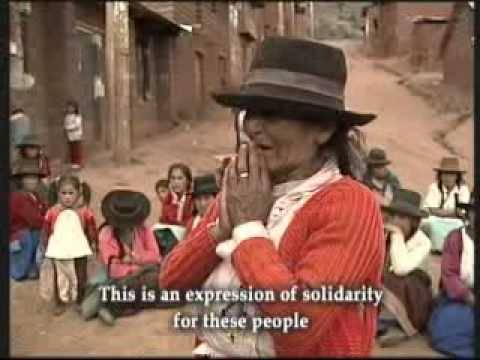 This is an expression of solidarity
for these people